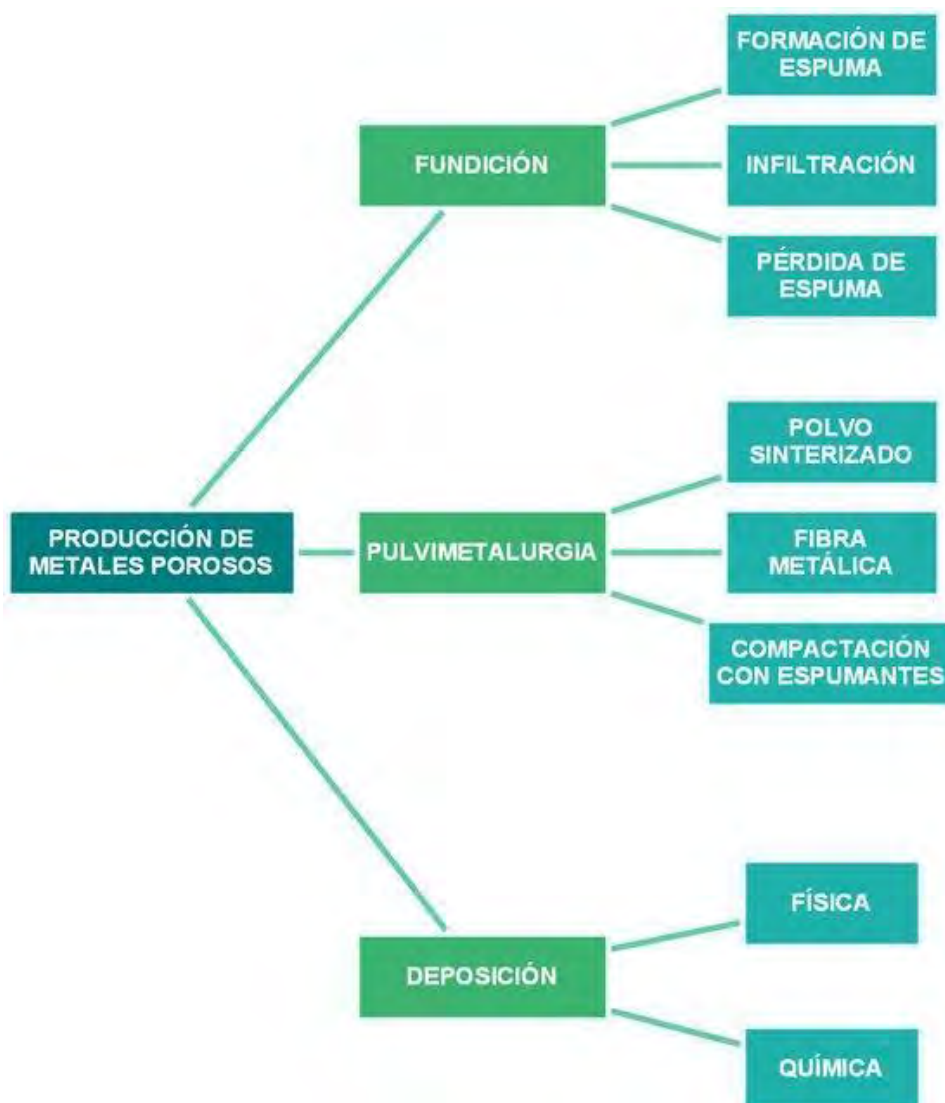 FORMACIÓN DE
ESPUMA
FUNDICIÓN
INFILTRACIÓN
PÉRDIDA DE
ESPUMA
POLVO
SINTERIZADO
PRODUCCIÓN DE
METALES POROSOS
PULVIMETALURGIA
FIBRA
METÁLICA
COMPACTACIÓN
CON ESPUMANTES
FÍSICA
DEPOSICIÓN
QUÍMICA